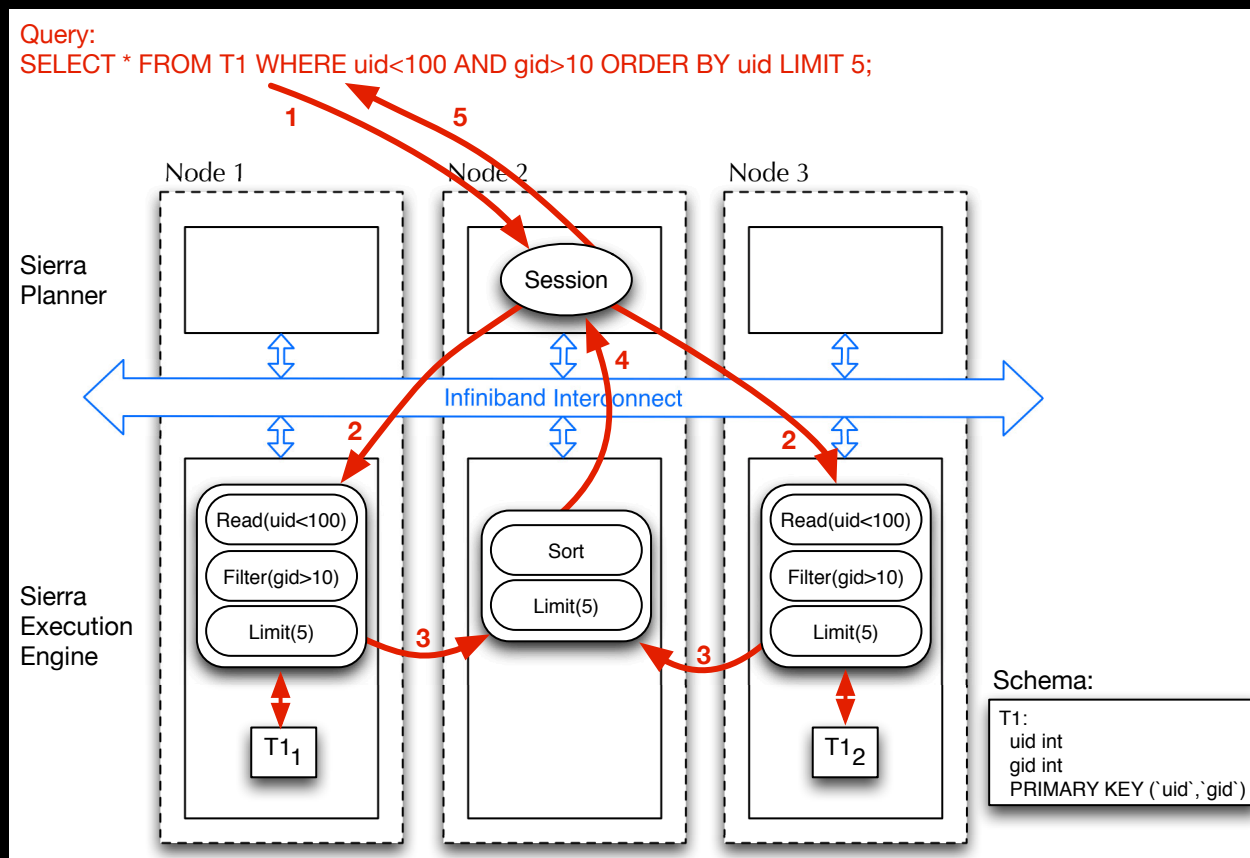 Query:
SELECT * FROM T1 WHERE uid<100 AND gid>10 ORDER BY uid LIMIT 5;
1
5
Node 1
Node 2
Node 3
Sierra
Planner
Session
4
Infiniband Interconnect
2
2
Sierra
Execution
Engine
Read(uid<100)
Filter(gid>10)
Limit(5)
Sort
Limit(5)
Read(uid<100)
Filter(gid>10)
Limit(5)
3
3
T1₁
T1₂
Schema:
T1:
uid int
gid int
PRIMARY KEY (`uid`,`gid`)